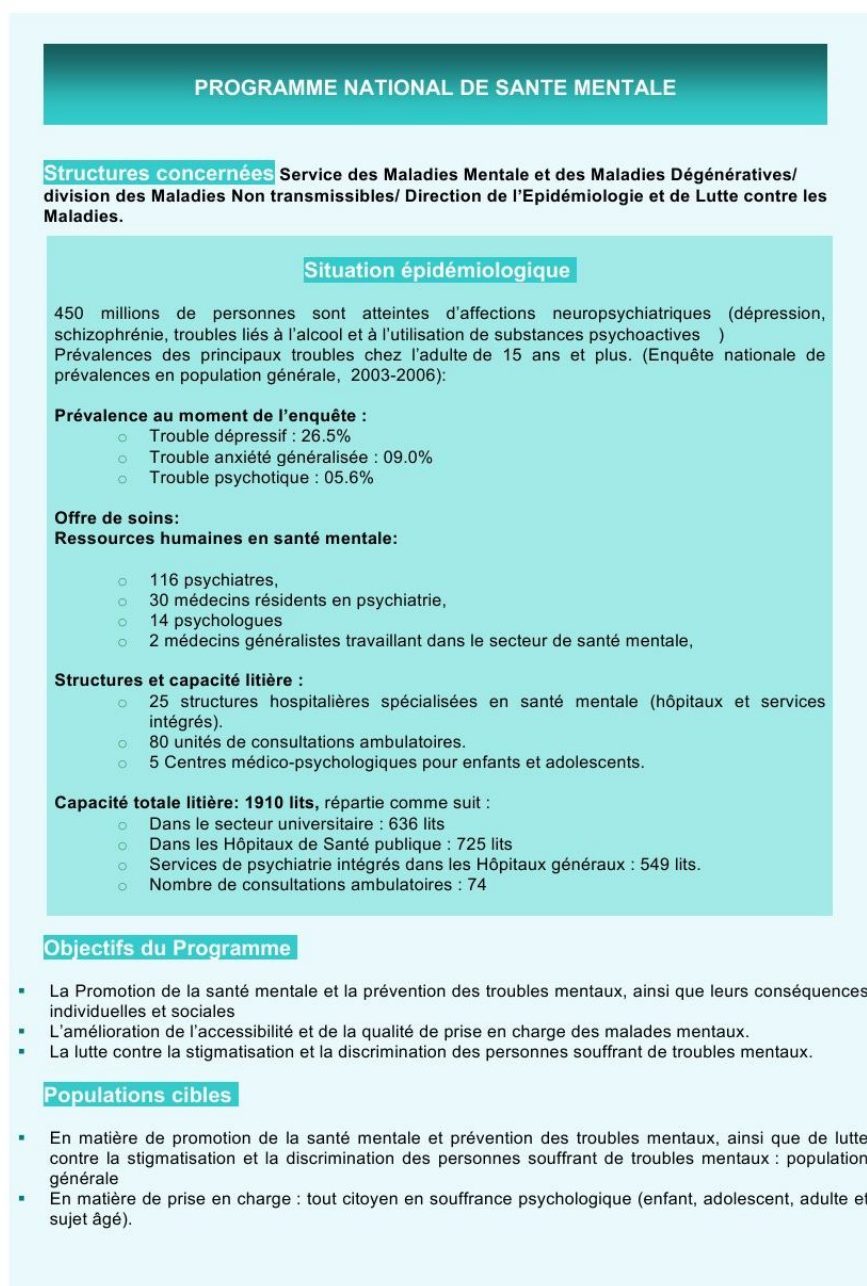 PROGRAMME NATIONAL DE SANTE MENTALE
Structures concernées Service des Maladies Mentale et des Maladies Dégénératives/
division des Maladies Non transmissibles/ Direction de l'Epidémiologie et de Lutte contre les
Maladies.
Situation épidémiologique
450 millions de personnes sont atteintes d'affections neuropsychiatriques (dépression,
schizophrénie, troubles liés à l'alcool et à l'utilisation de substances psychoactives )
Prévalences des principaux troubles chez l'adulte de 15 ans et plus. (Enquête nationale de
prévalences en population générale, 2003-2006):
Prévalence au moment de l'enquête :
○ Trouble dépressif : 26.5%
○ Trouble anxiété généralisée : 09.0%
○ Trouble psychotique : 05.6%
Offre de soins:
Ressources humaines en santé mentale:
○ 116 psychiatres,
○ 30 médecins résidents en psychiatrie,
○ 14 psychologues
○ 2 médecins généralistes travaillant dans le secteur de santé mentale,
Structures et capacité litière :
○ 25 structures hospitalières spécialisées en santé mentale (hôpitaux et services
intégrés).
○ 80 unités de consultations ambulatoires.
○ 5 Centres médico-psychologiques pour enfants et adolescents.
Capacité totale litière: 1910 lits, répartie comme suit :
○ Dans le secteur universitaire : 636 lits
○ Dans les Hôpitaux de Santé publique : 725 lits
○ Services de psychiatrie intégrés dans les Hôpitaux généraux : 549 lits.
○ Nombre de consultations ambulatoires : 74
Objectifs du Programme
▪ La Promotion de la santé mentale et la prévention des troubles mentaux, ainsi que leurs conséquences
individuelles et sociales
▪ L'amélioration de l'accessibilité et de la qualité de prise en charge des malades mentaux.
▪ La lutte contre la stigmatisation et la discrimination des personnes souffrant de troubles mentaux.
Populations cibles
▪ En matière de promotion de la santé mentale et prévention des troubles mentaux, ainsi que de lutte
contre la stigmatisation et la discrimination des personnes souffrant de troubles mentaux : population
générale
▪ En matière de prise en charge : tout citoyen en souffrance psychologique (enfant, adolescent, adulte et
sujet âgé).